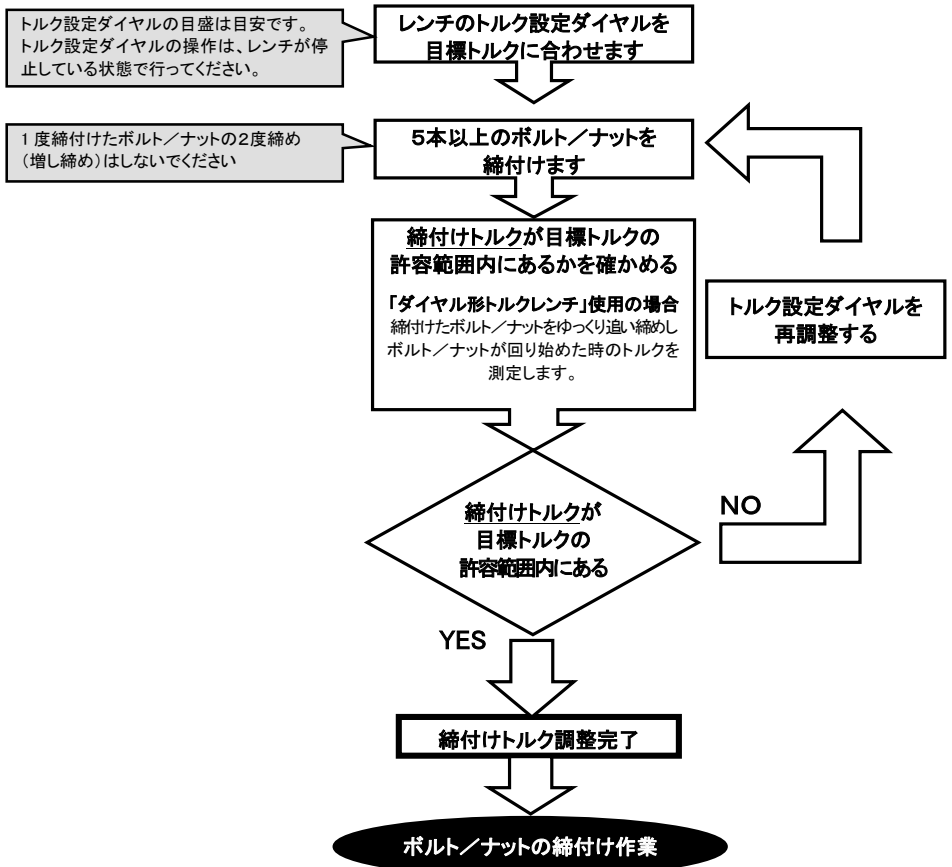 トルク設定ダイヤルの目盛は目安です。
トルク設定ダイヤルの操作は、レンチが停
止している状態で行ってください。
レンチのトルク設定ダイヤルを
目標トルクに合わせます
1度締付けたボルト／ナットの2度締め
（増し締め）はしないでください
5本以上のボルト／ナットを
締付けます
締付けトルクが目標トルクの
許容範囲内にあるかを確かめる
「ダイヤル形トルクレンチ」使用の場合
締付けたボルト／ナットをゆっくり追い締めし
ボルト／ナットが回り始めた時のトルクを
測定します。
トルク設定ダイヤルを
再調整する
締付けトルクが
目標トルクの
許容範囲内にある
NO
YES
締付けトルク調整完了
ボルト／ナットの締付け作業